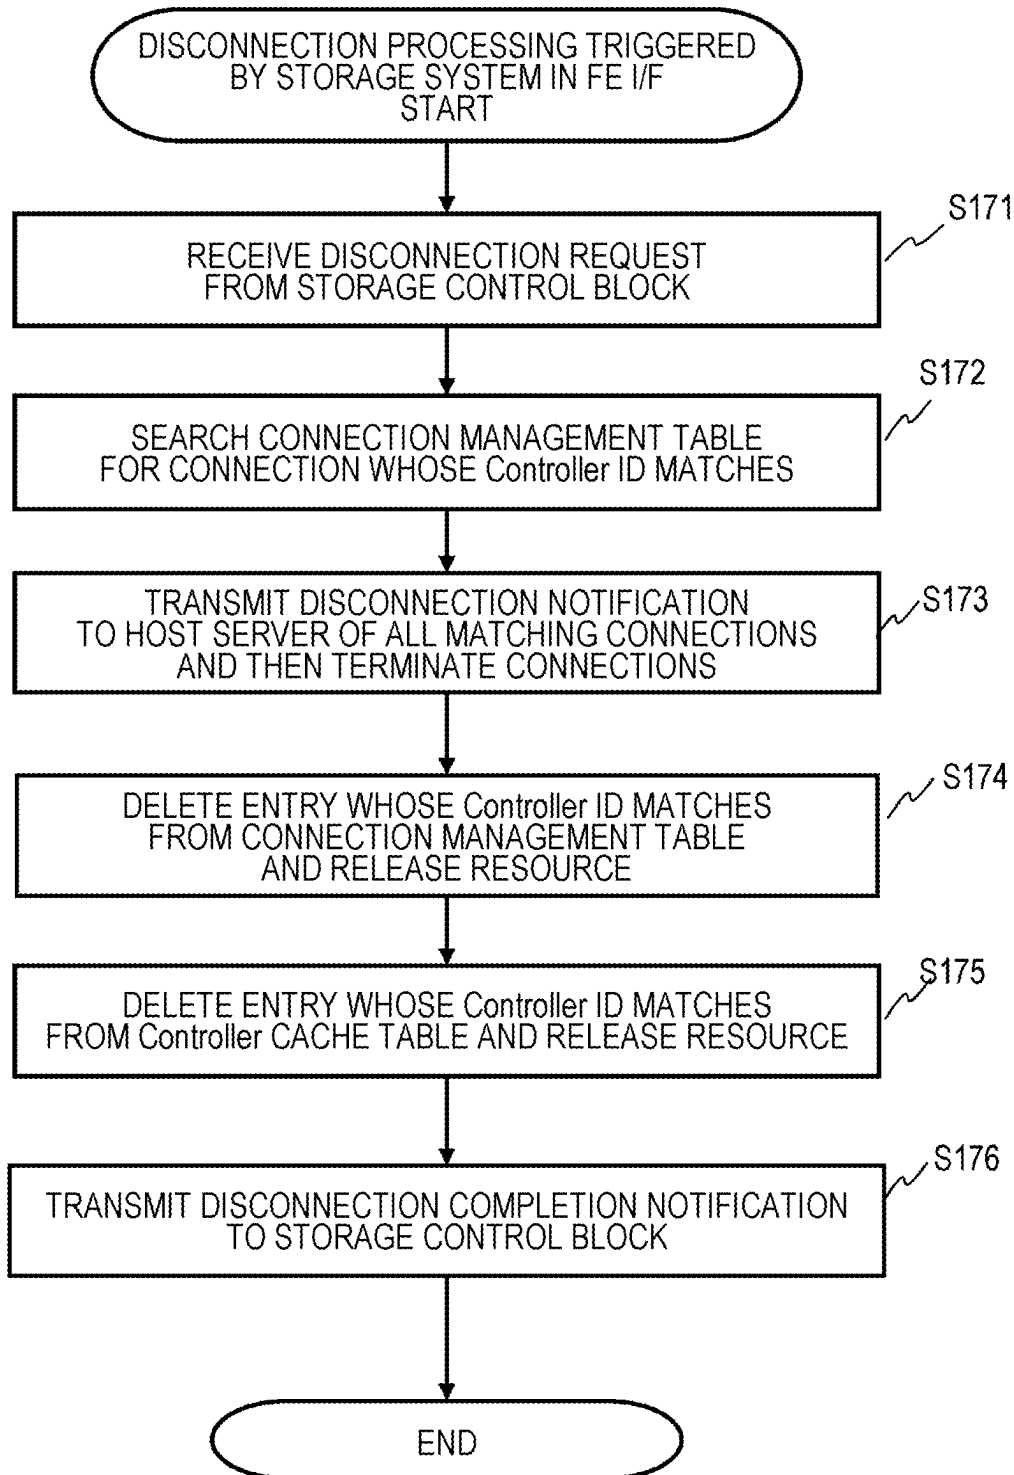 DISCONNECTION PROCESSING TRIGGERED
BY STORAGE SYSTEM IN FE I/F
START
S171
RECEIVE DISCONNECTION REQUEST
FROM STORAGE CONTROL BLOCK
S172
SEARCH CONNECTION MANAGEMENT TABLE
FOR CONNECTION WHOSE Controller ID MATCHES
S173
TRANSMIT DISCONNECTION NOTIFICATION
TO HOST SERVER OF ALL MATCHING CONNECTIONS
AND THEN TERMINATE CONNECTIONS
S174
DELETE ENTRY WHOSE Controller ID MATCHES
FROM CONNECTION MANAGEMENT TABLE
AND RELEASE RESOURCE
S175
DELETE ENTRY WHOSE Controller ID MATCHES
FROM Controller CACHE TABLE AND RELEASE RESOURCE
S176
TRANSMIT DISCONNECTION COMPLETION NOTIFICATION
TO STORAGE CONTROL BLOCK
END